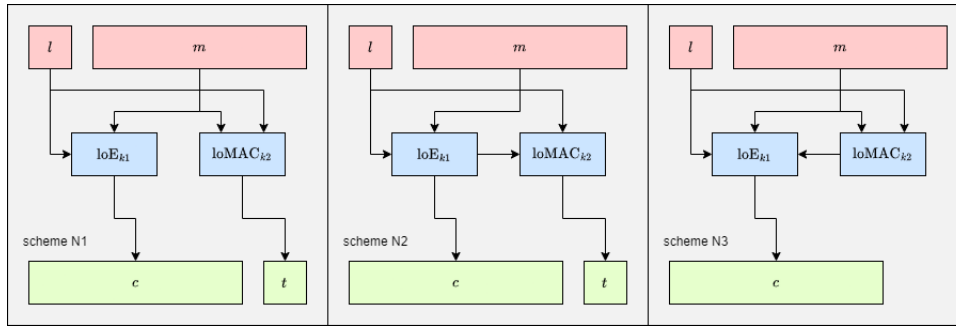 l m
loE_{k1} loMAC_{k2}
scheme N1
c t
l m
loE_{k1} loMAC_{k2}
scheme N2
c t
l m
loE_{k1} loMAC_{k2}
scheme N3
c